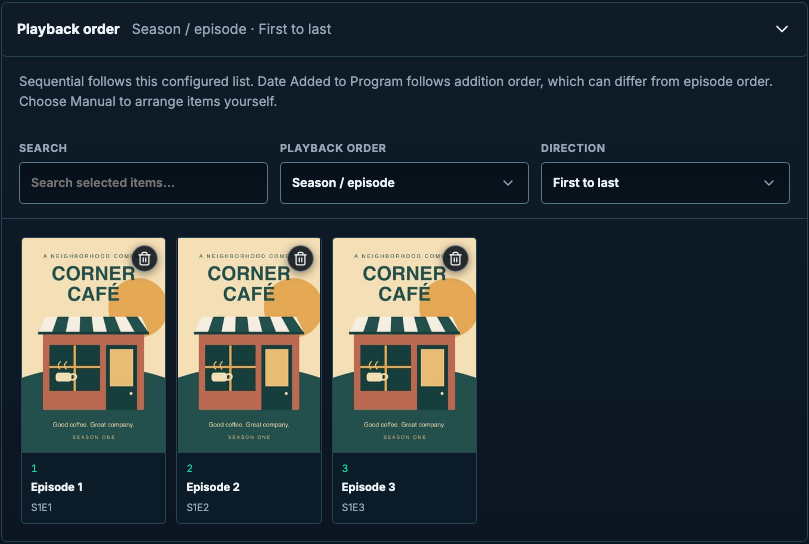 Playback order Season / episode · First to last
Sequential follows this configured list. Date Added to Program follows addition order, which can differ from episode order.
Choose Manual to arrange items yourself.
SEARCH PLAYBACK ORDER DIRECTION
Search selected items... Season / episode First to last
A NEIGHBORHOOD
CORNER
CAFÉ
Good coffee. Great company.
SEASON ONE
1
Episode 1
S1E1
A NEIGHBORHOOD
CORNER
CAFÉ
Good coffee. Great company.
SEASON ONE
2
Episode 2
S1E2
A NEIGHBORHOOD
CORNER
CAFÉ
Good coffee. Great company.
SEASON ONE
3
Episode 3
S1E3